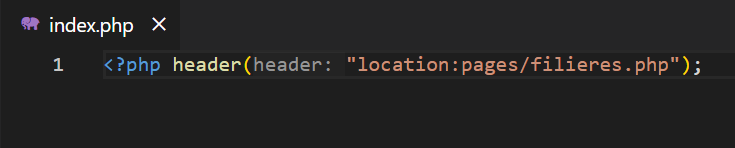 index.php ×
1 <?php header(header: "location:pages/filieres.php");